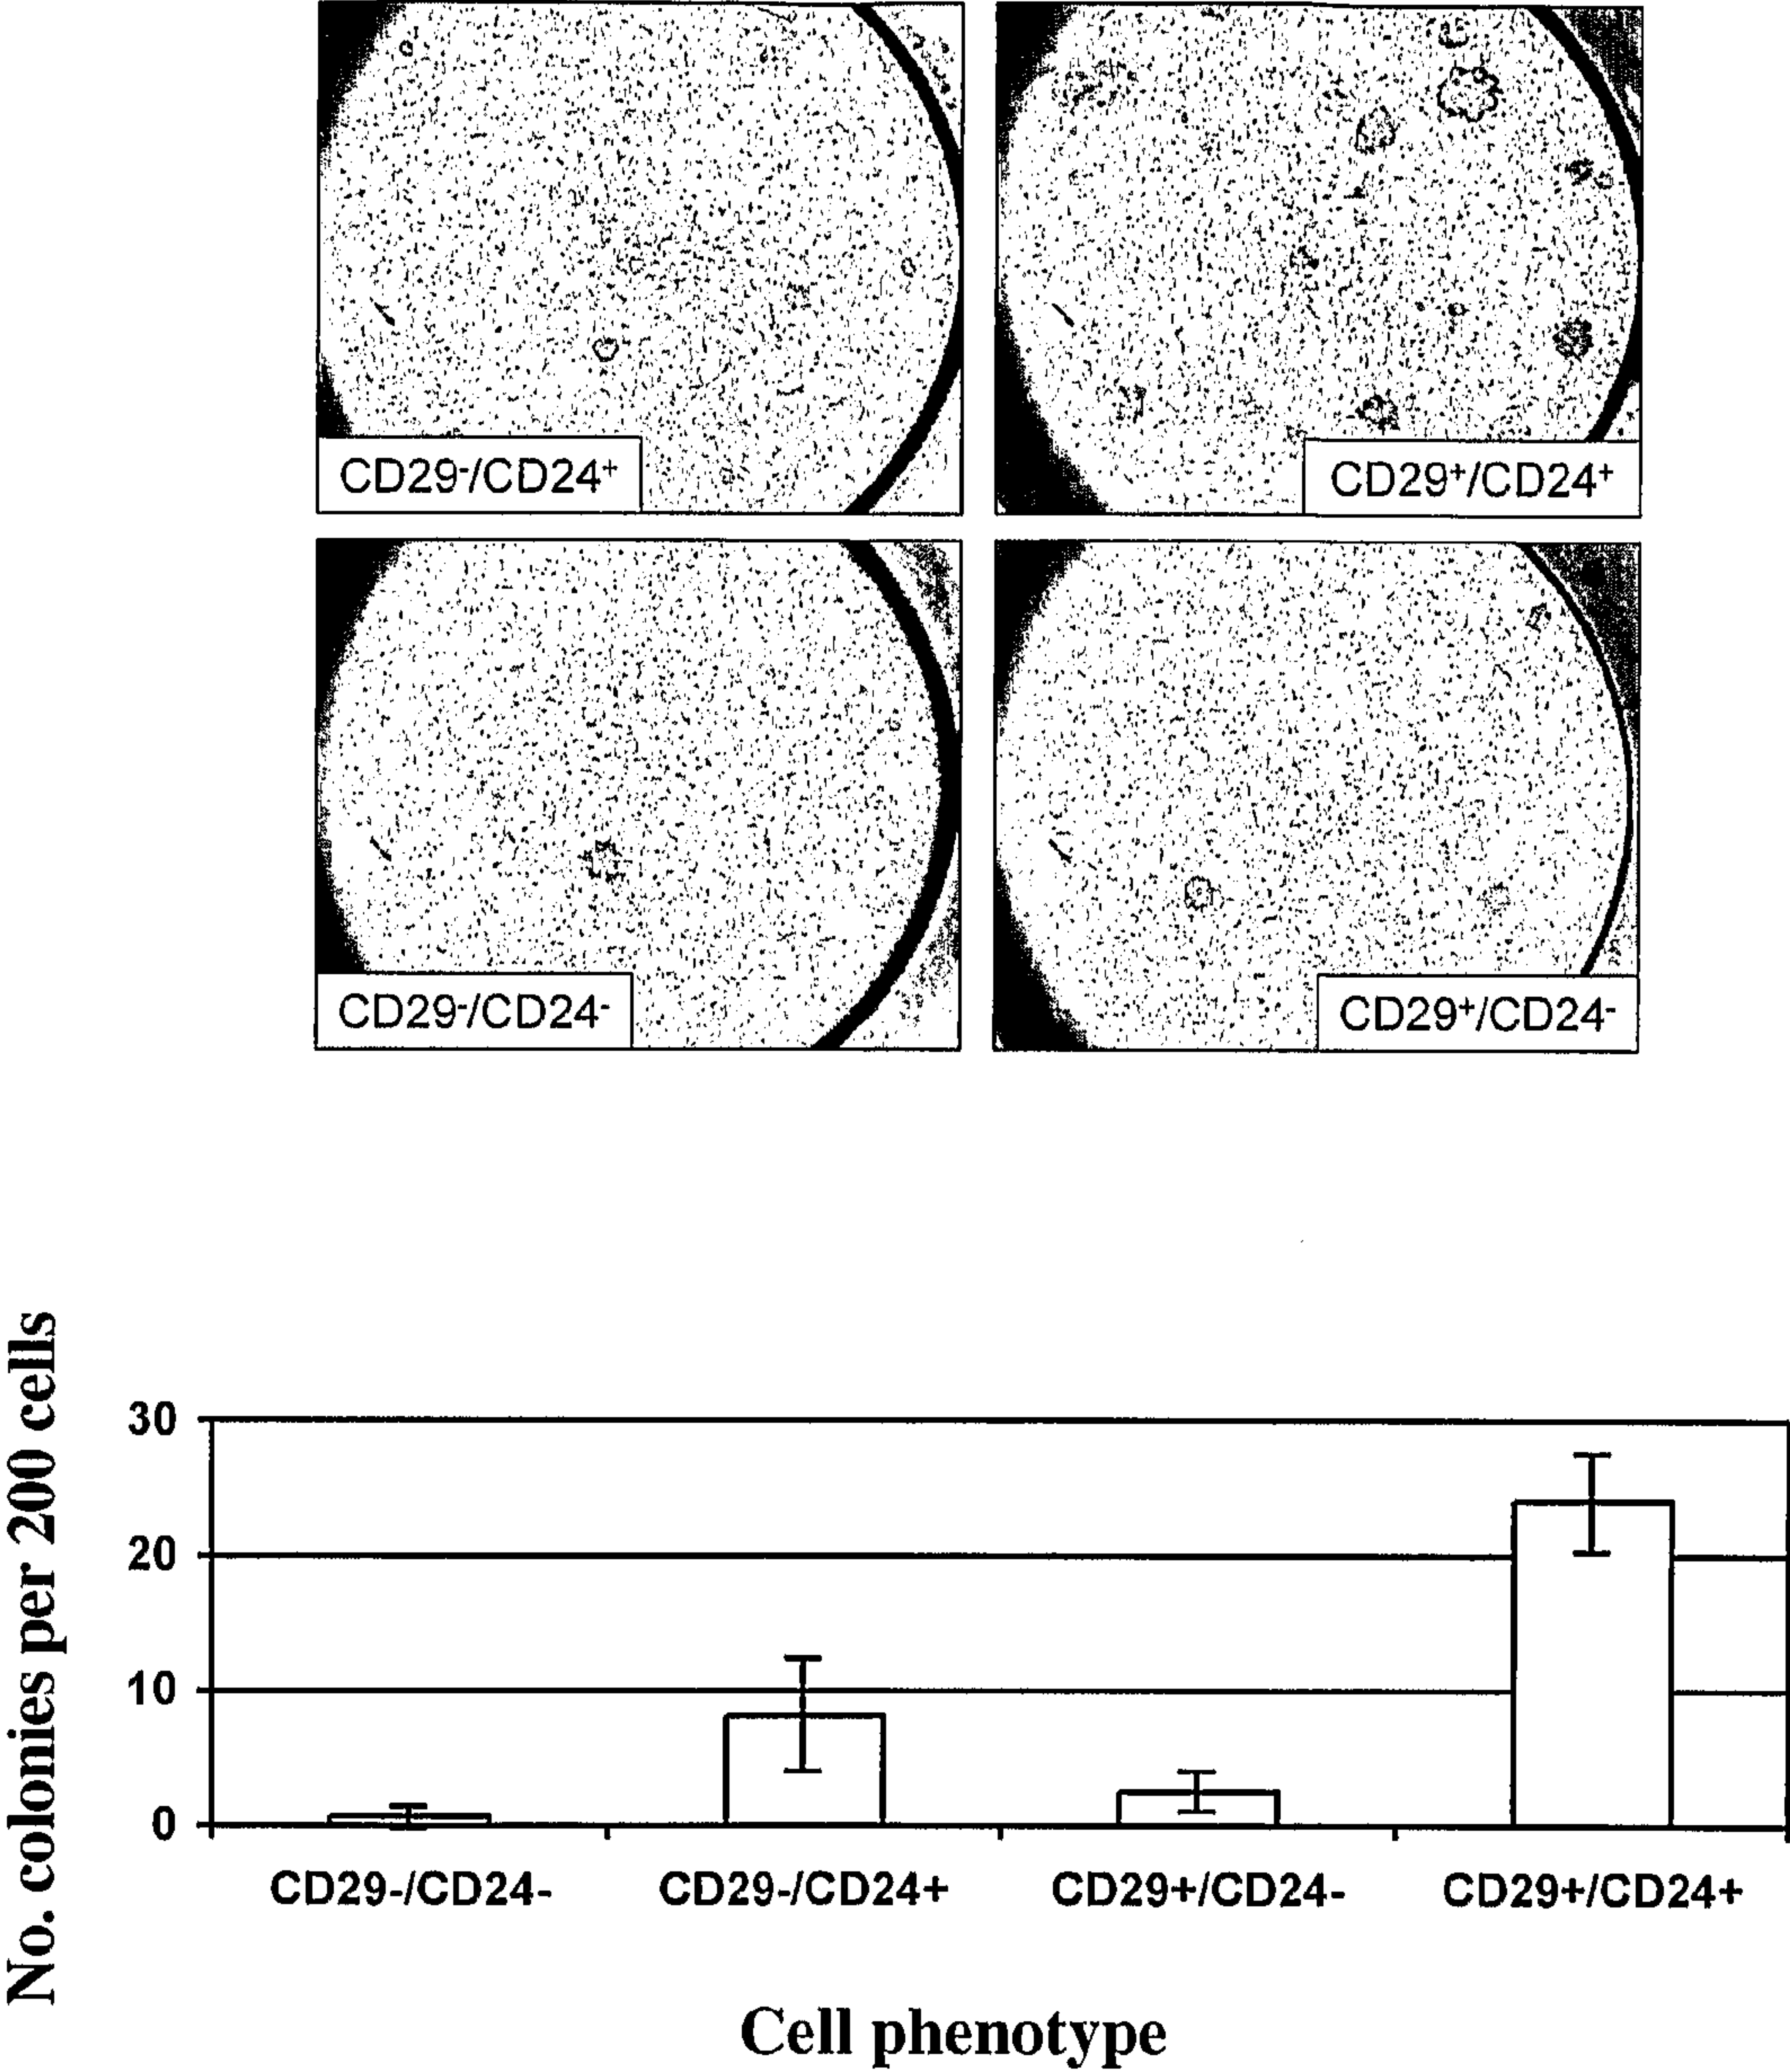 CD29⁻/CD24⁺
CD29⁺/CD24⁺
CD29⁻/CD24⁻
CD29⁺/CD24⁻
No. colonies per 200 cells
30
20
10
0
CD29-/CD24-
CD29-/CD24+
CD29+/CD24-
CD29+/CD24+
Cell phenotype